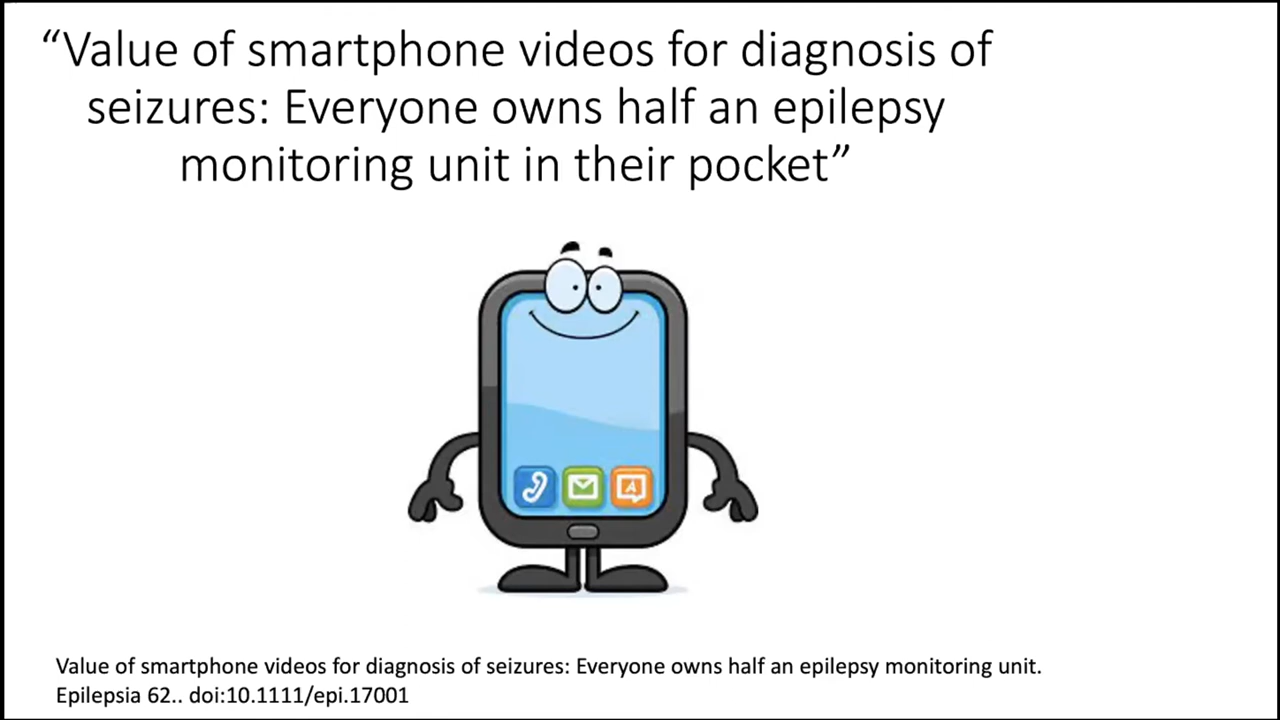 “Value of smartphone videos for diagnosis of
seizures: Everyone owns half an epilepsy
monitoring unit in their pocket”
A
Value of smartphone videos for diagnosis of seizures: Everyone owns half an epilepsy monitoring unit.
Epilepsia 62.. doi:10.1111/epi.17001